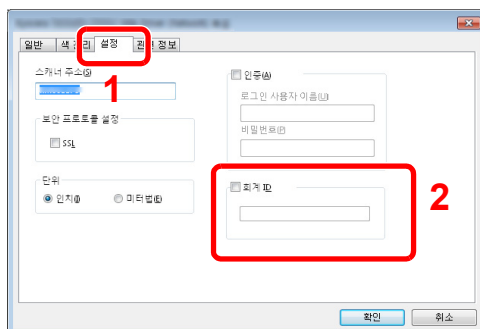 일반
설정
정보
1
스캐너 주소(S)
보안 프로토콜 설정
SSL
단위
인치(I)
미터법(E)
인증(A)
로그인 사용자 이름(U)
비밀번호(P)
회계 ID
2
확인
취소